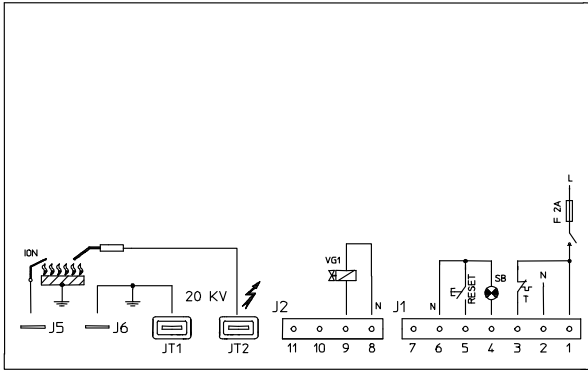 L
F 2A
ION
VG1
SB
RESET
T
N
N
N
20 KV
J5
J6
JT1
JT2
J2
J1
11 10 9 8
7 6 5 4 3 2 1